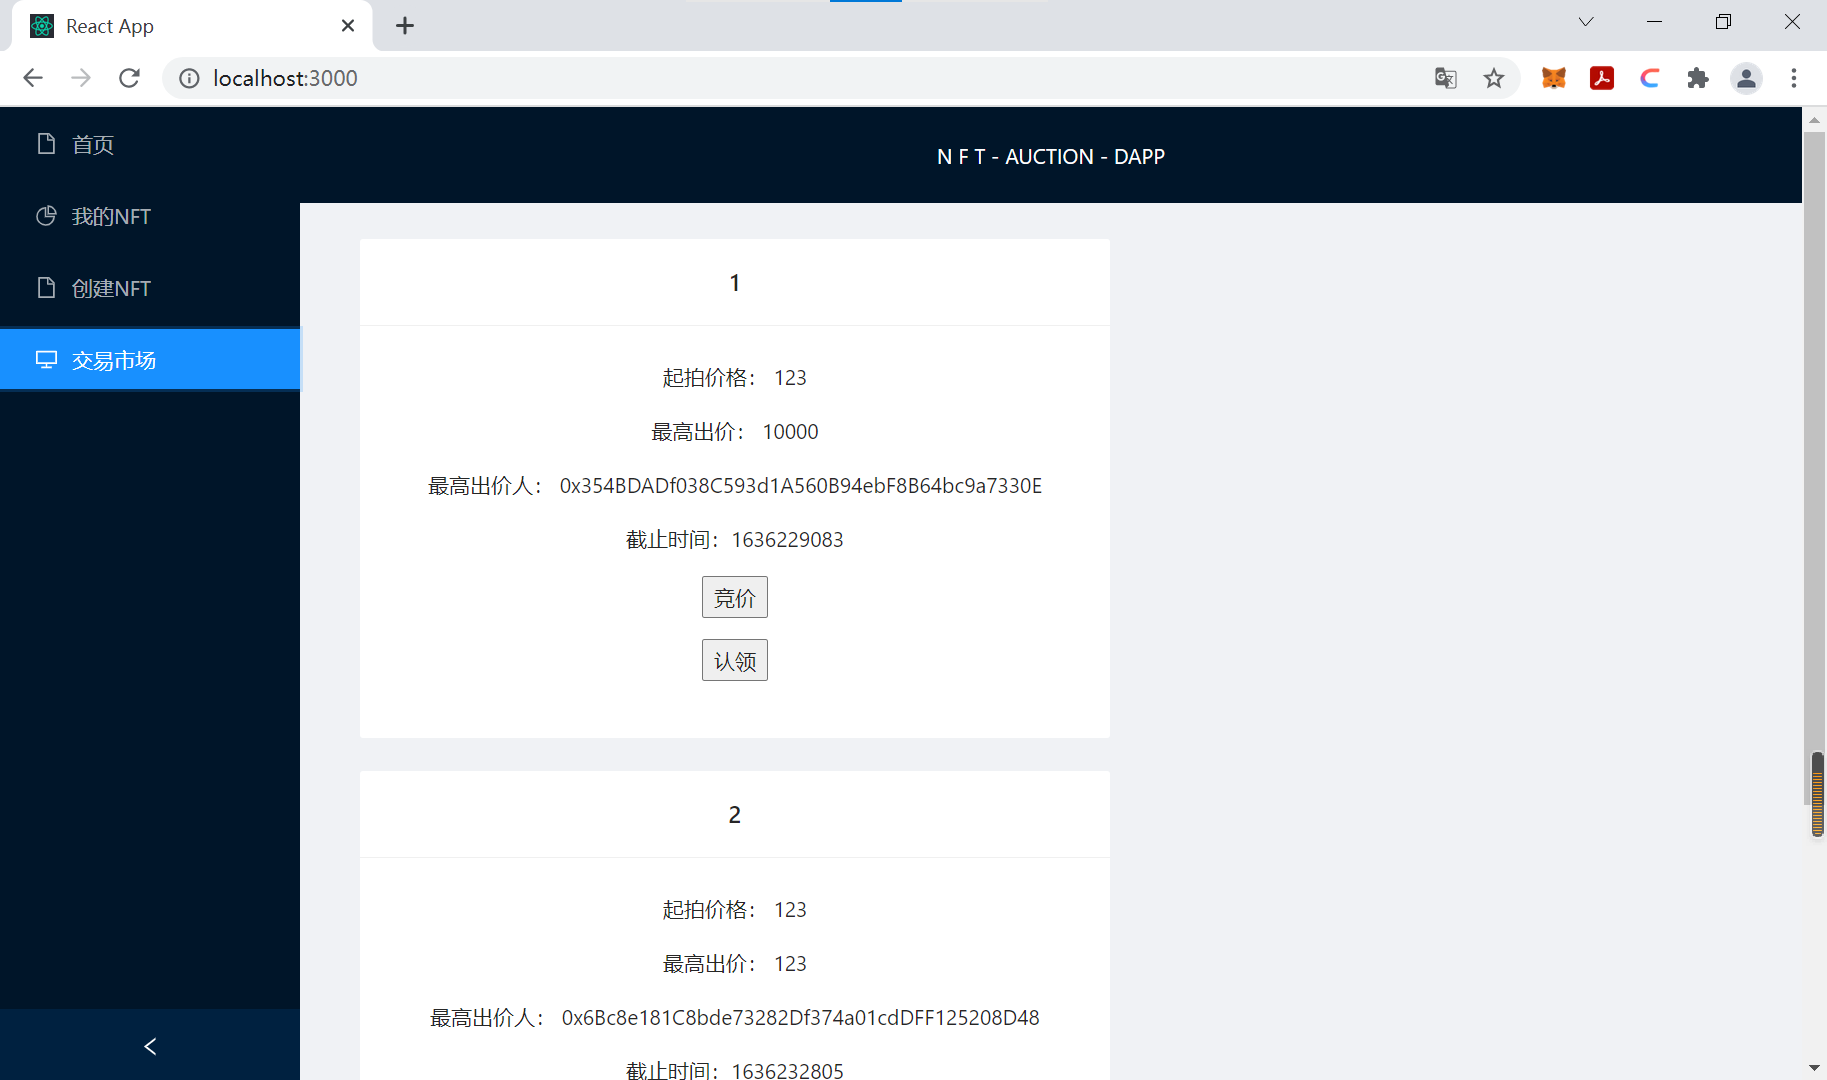 React App
localhost:3000
首页
我的NFT
创建NFT
交易市场
N F T - AUCTION - DAPP
1
起拍价格： 123
最高出价： 10000
最高出价人： 0x354BDADf038C593d1A560B94ebF8B64bc9a7330E
截止时间：1636229083
竞价
认领
2
起拍价格： 123
最高出价： 123
最高出价人： 0x6Bc8e181C8bde73282Df374a01cdDFF125208D48
截止时间：1636232805